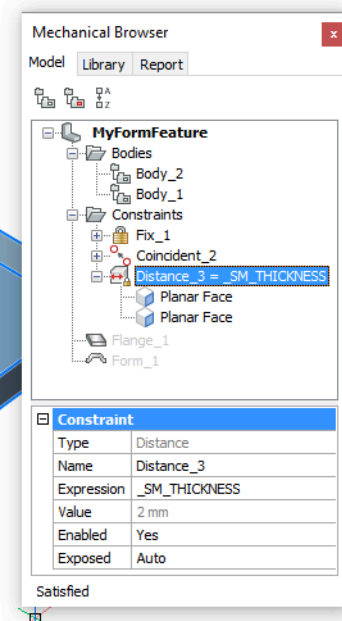 Mechanical Browser
x
Model Library Report
A
Z
MyFormFeature
Bodies
Body_2
Body_1
Constraints
Fix_1
Coincident_2
Distance_3 = _SM_THICKNESS
Planar Face
Planar Face
Flange_1
Form_1
Constraint
Type Distance
Name Distance_3
Expression _SM_THICKNESS
Value 2 mm
Enabled Yes
Exposed Auto
Satisfied